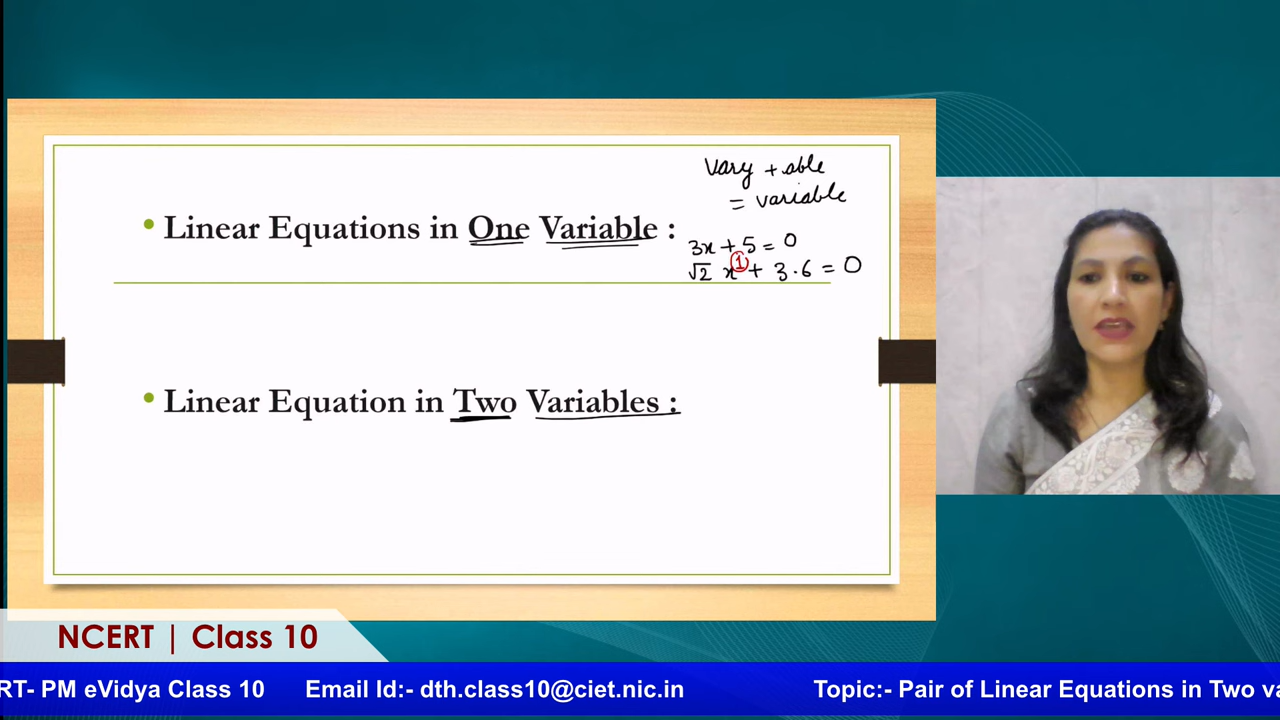 vary + able
= variable
• Linear Equations in One Variable :
3x + 5 = 0
√2 x¹ + 3.6 = 0
• Linear Equation in Two Variables :
NCERT | Class 10
RT- PM eVidya Class 10 Email Id:- dth.class10@ciet.nic.in Topic:- Pair of Linear Equations in Two va